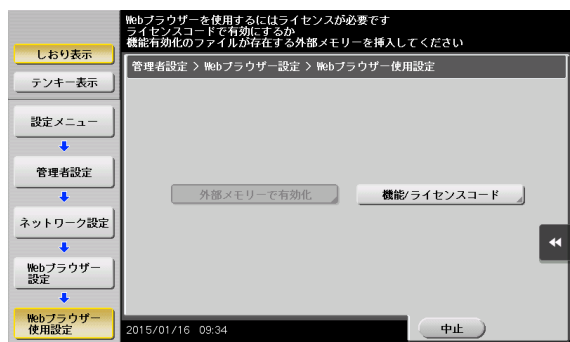 Webブラウザーを使用するにはライセンスが必要です
ライセンスコードで有効にするか
機能有効化のファイルが存在する外部メモリーを挿入してください
しおり表示
テンキー表示
管理者設定 > Webブラウザー設定 > Webブラウザー使用設定
設定メニュー
管理者設定
ネットワーク設定
Webブラウザー
設定
Webブラウザー
使用設定
外部メモリーで有効化
機能/ライセンスコード
2015/01/16 09:34
中止